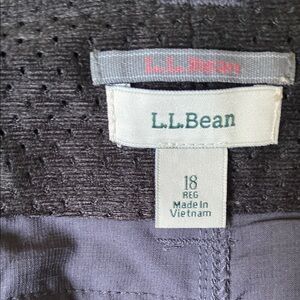 L.L.Bean
L.L.Bean
18
REG
Made in
Vietnam